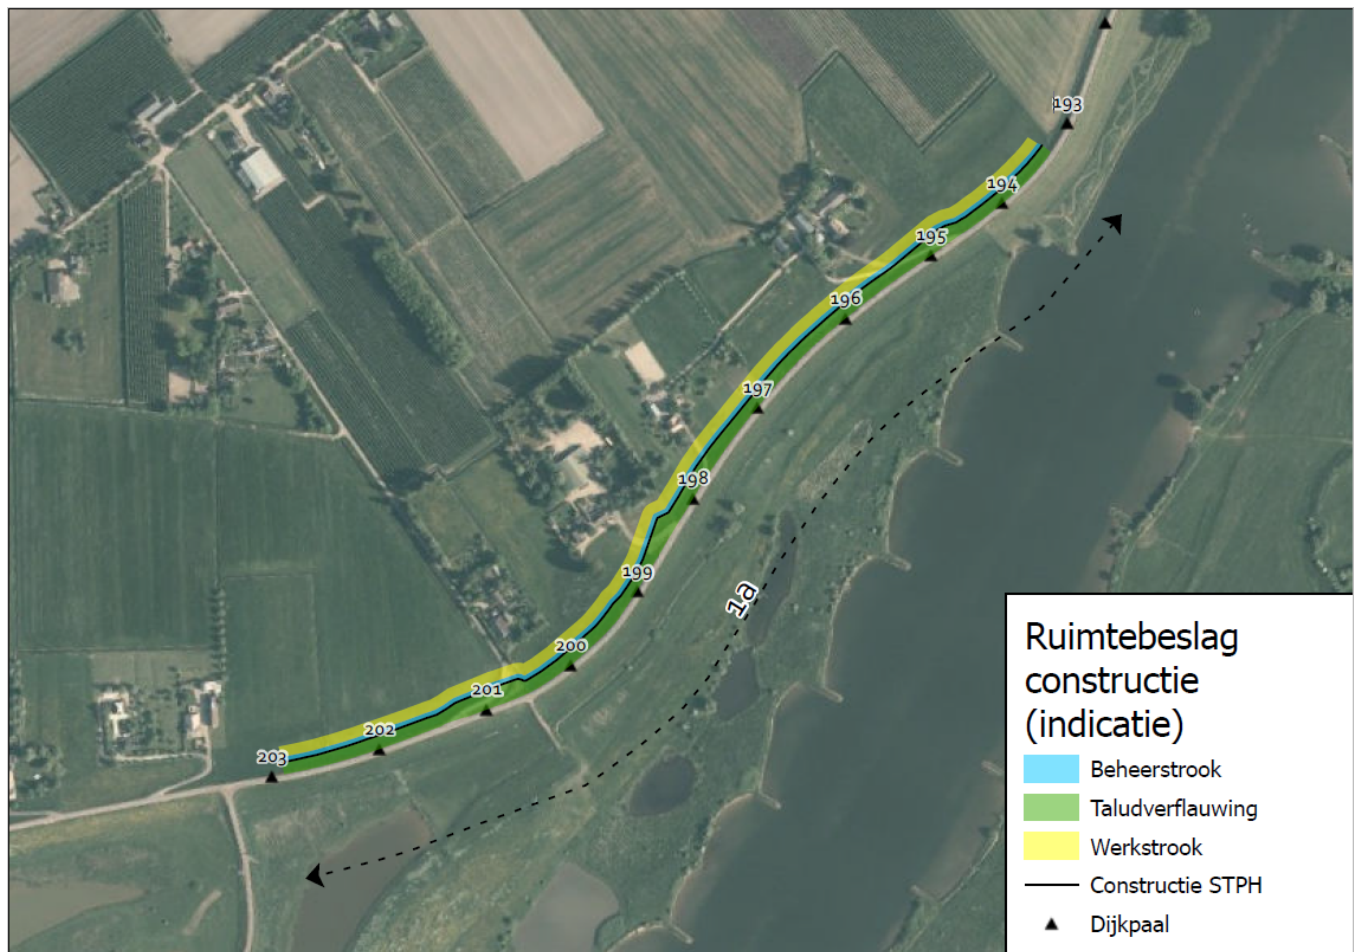 193
194
195
196
197
198
199
200
201
202
203
1a
Ruimtebeslag
constructie
(indicatie)
Beheerstrook
Taludverflauwing
Werkstrook
Constructie STPH
Dijkpaal